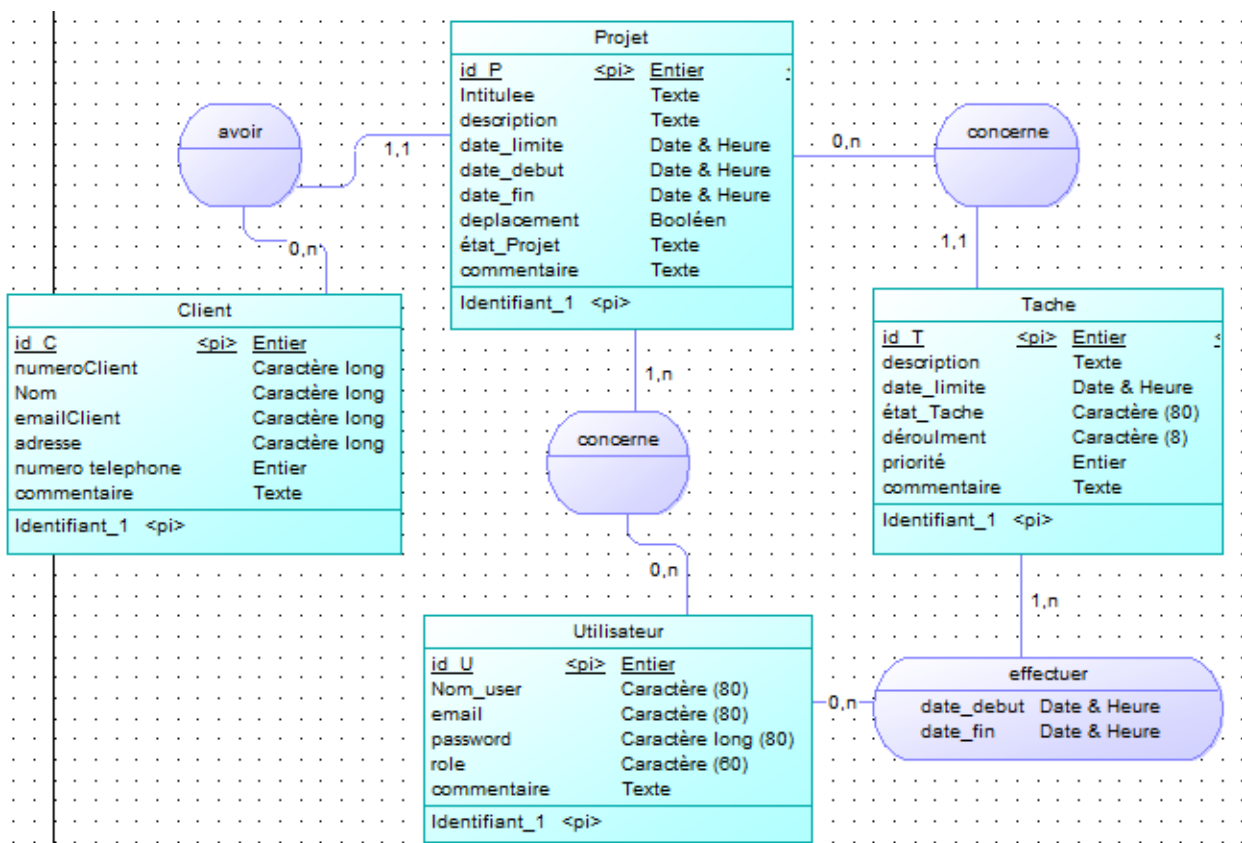 Projet
id_P <pi> Entier
Intitulee Texte
description Texte
date_limite Date & Heure
date_debut Date & Heure
date_fin Date & Heure
deplacement Booléen
état_Projet Texte
commentaire Texte
Identifiant_1 <pi>
avoir
1,1
0,n
concerne
0,n
1,1
Client
id_C <pi> Entier
numeroClient Caractère long
Nom Caractère long
emailClient Caractère long
adresse Caractère long
numero telephone Entier
commentaire Texte
Identifiant_1 <pi>
Tache
id_T <pi> Entier
description Texte
date_limite Date & Heure
état_Tache Caractère (80)
déroulment Caractère (8)
priorité Entier
commentaire Texte
Identifiant_1 <pi>
1,n
concerne
0,n
1,n
Utilisateur
id_U <pi> Entier
Nom_user Caractère (80)
email Caractère (80)
password Caractère long (80)
role Caractère (60)
commentaire Texte
Identifiant_1 <pi>
0,n
effectuer
date_debut Date & Heure
date_fin Date & Heure